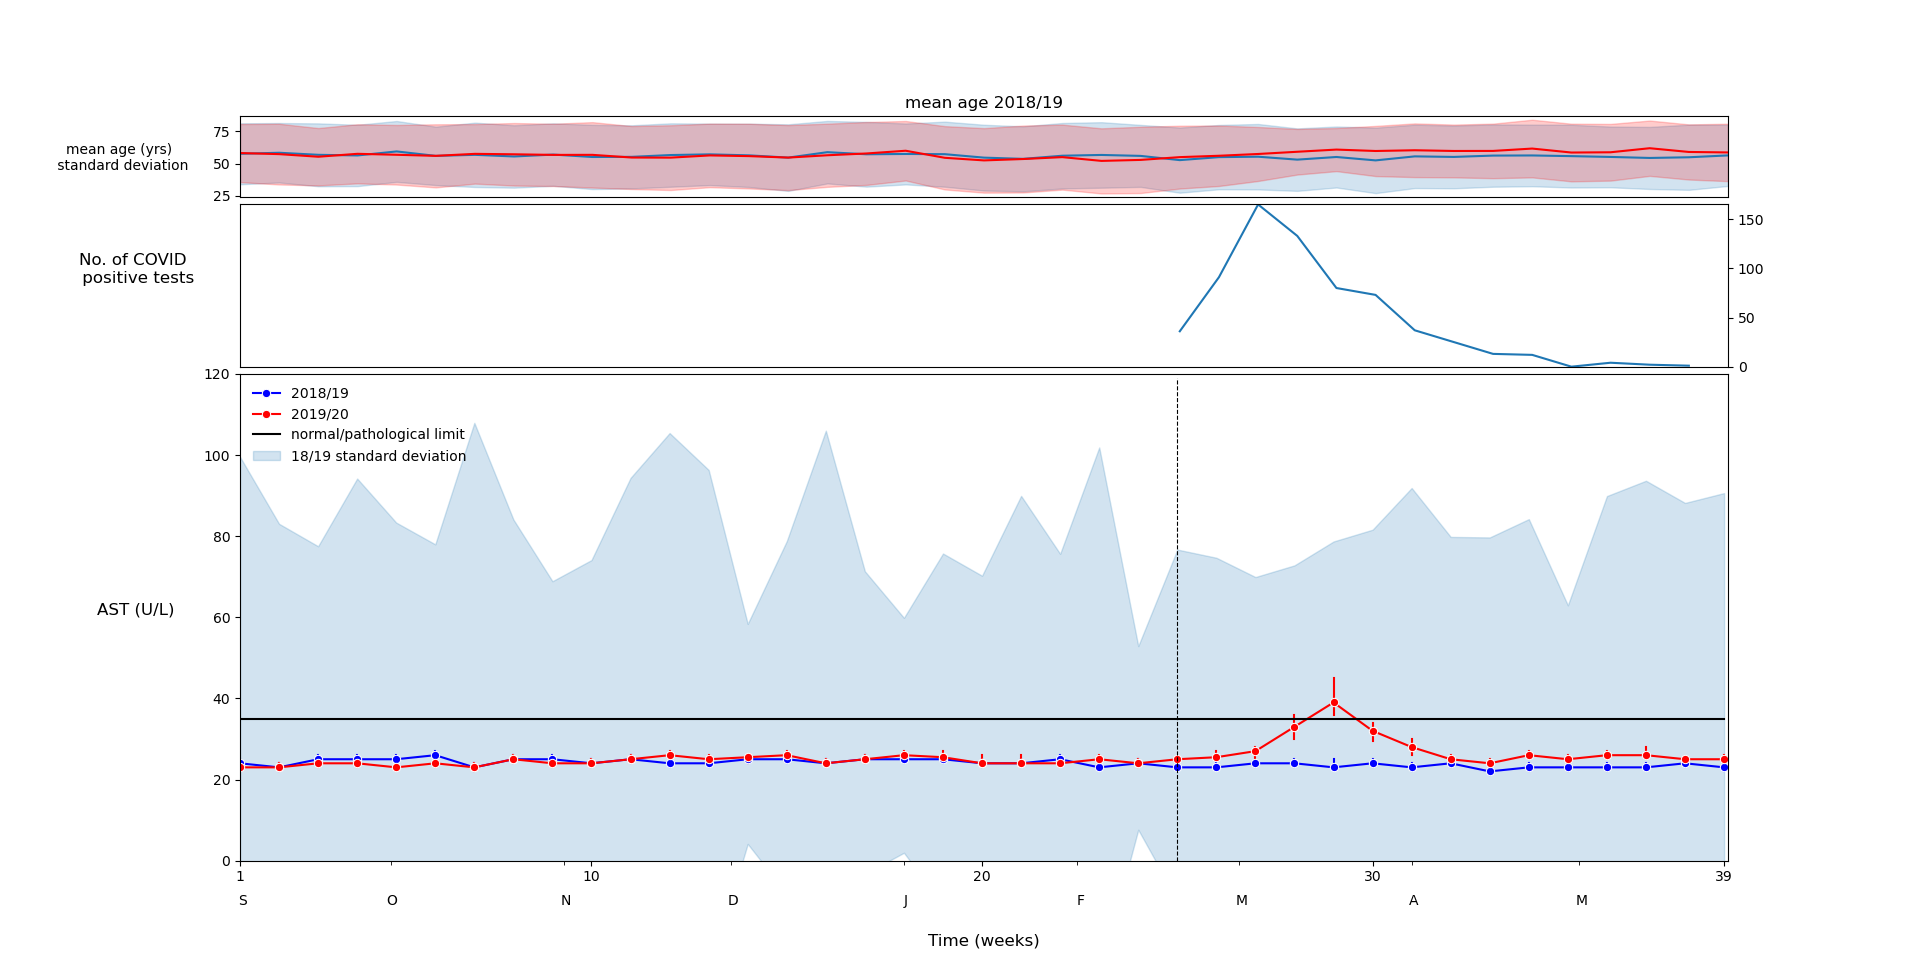 mean age 2018/19
mean age (yrs)
standard deviation
75
50
25
No. of COVID
positive tests
150
100
50
0
120
100
80
60
40
20
0
2018/19
2019/20
normal/pathological limit
18/19 standard deviation
AST (U/L)
1 10 20 30 39
S O N D J F M A M
Time (weeks)